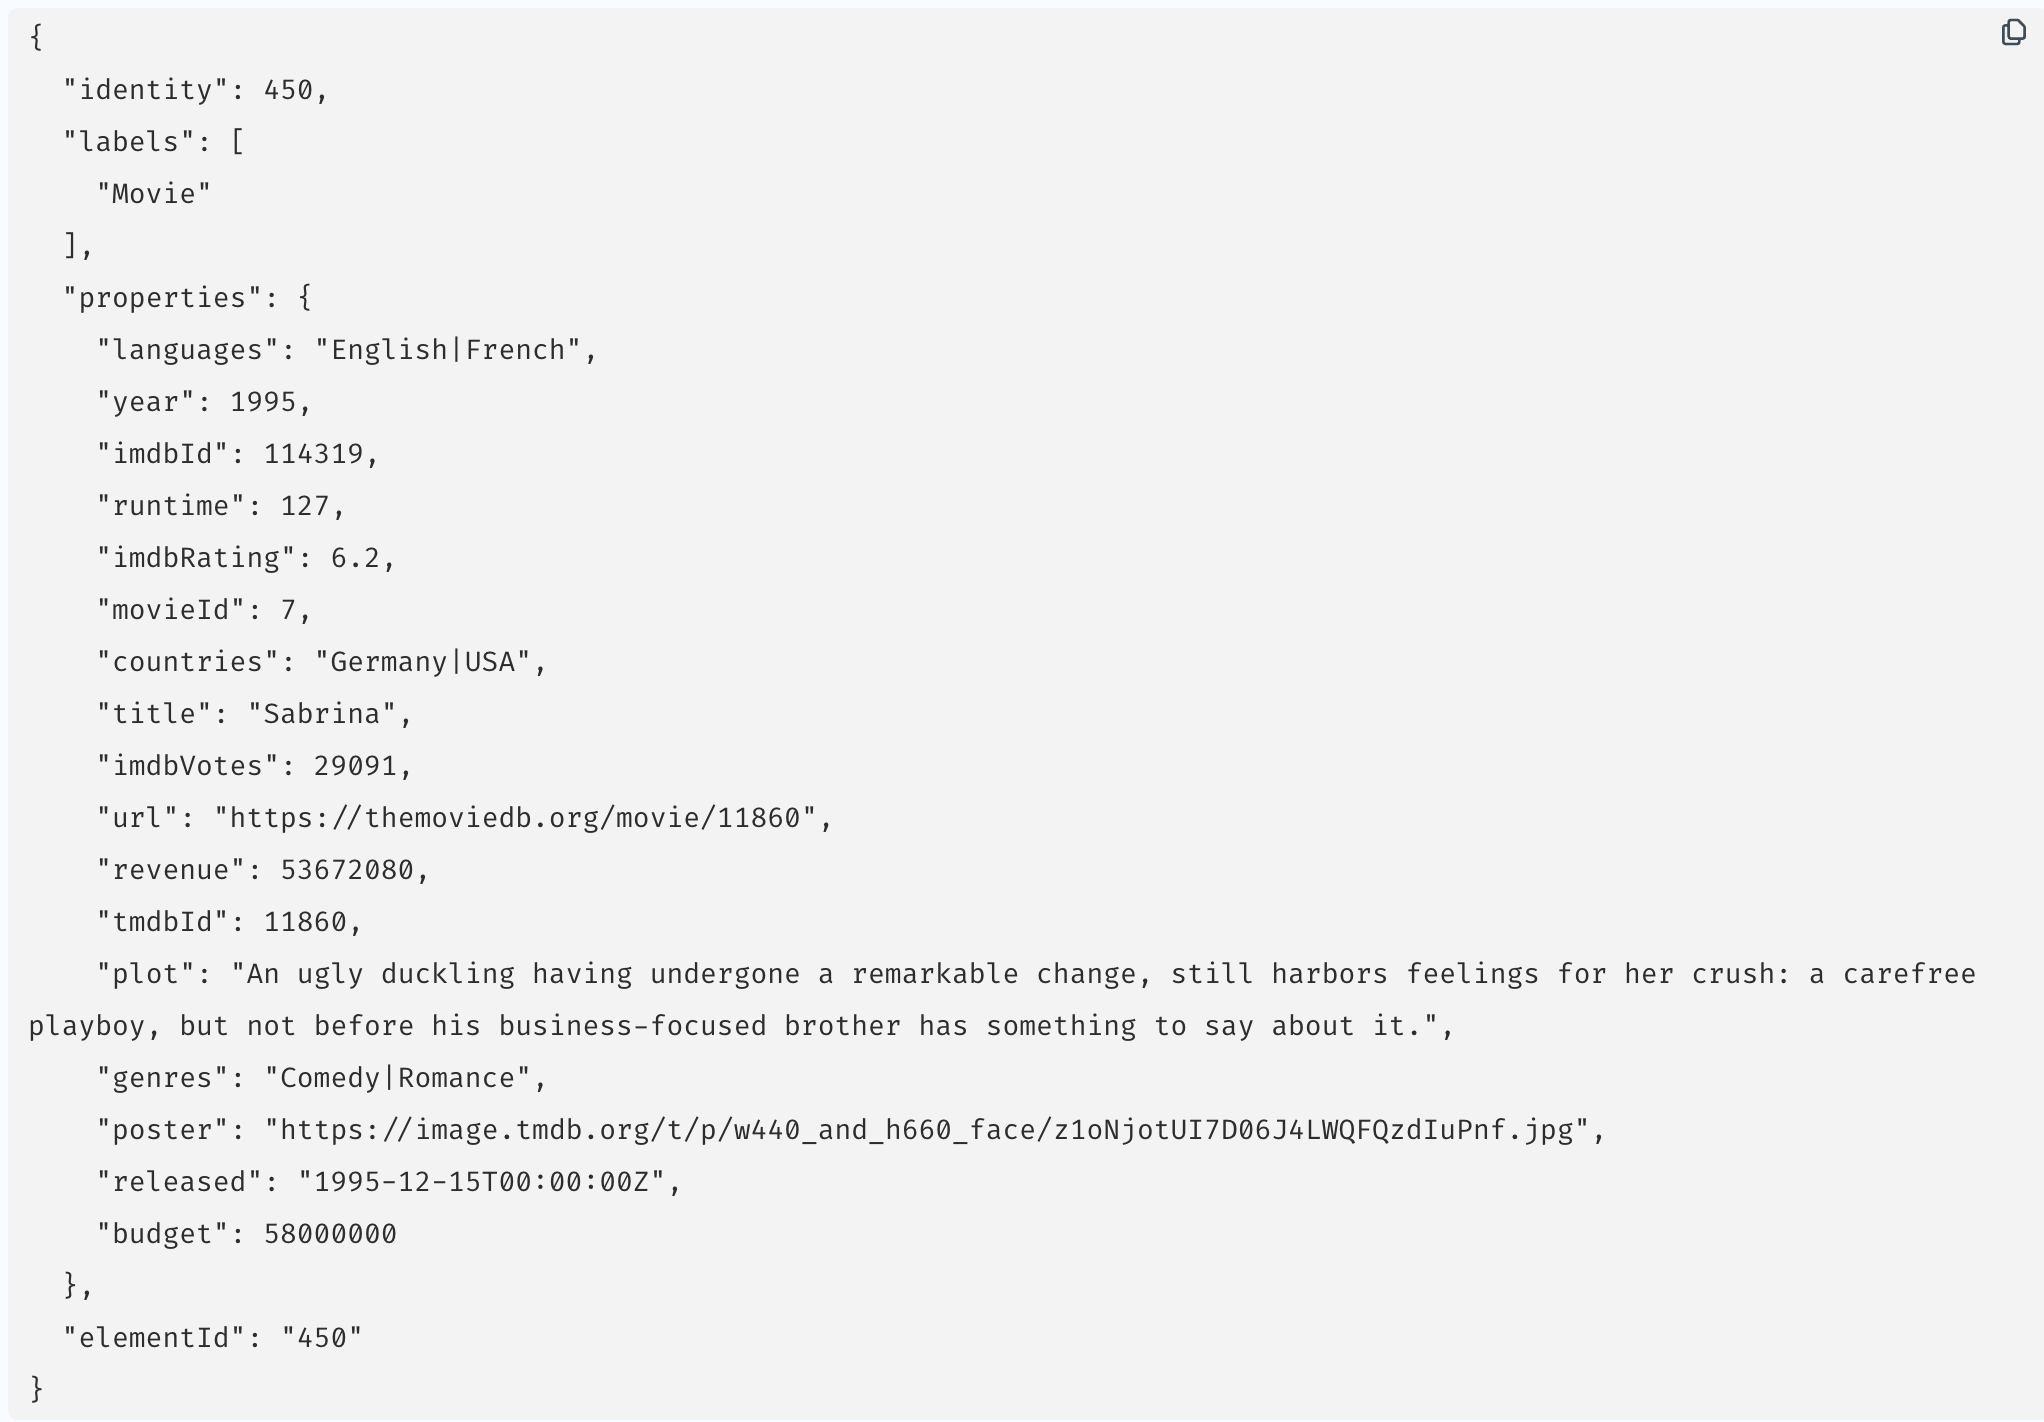 {
  "identity": 450,
  "labels": [
    "Movie"
  ],
  "properties": {
    "languages": "English|French",
    "year": 1995,
    "imdbId": 114319,
    "runtime": 127,
    "imdbRating": 6.2,
    "movieId": 7,
    "countries": "Germany|USA",
    "title": "Sabrina",
    "imdbVotes": 29091,
    "url": "https://themoviedb.org/movie/11860",
    "revenue": 53672080,
    "tmdbId": 11860,
    "plot": "An ugly duckling having undergone a remarkable change, still harbors feelings for her crush: a carefree
playboy, but not before his business-focused brother has something to say about it.",
    "genres": "Comedy|Romance",
    "poster": "https://image.tmdb.org/t/p/w440_and_h660_face/z1oNjotUI7D06J4LWQFQzdIuPnf.jpg",
    "released": "1995-12-15T00:00:00Z",
    "budget": 58000000
  },
  "elementId": "450"
}